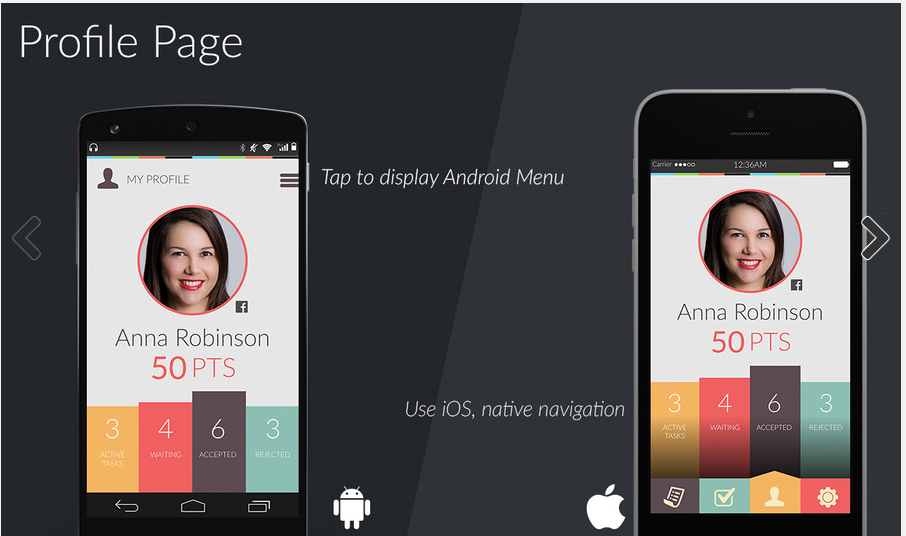 Profile Page
MY PROFILE
Tap to display Android Menu
Anna Robinson
50 PTS
3
ACTIVE
TASKS
4
WAITING
6
ACCEPTED
3
REJECTED
Use iOS, native navigation
Carrier
12:36AM
Anna Robinson
50 PTS
3
ACTIVE
TASKS
4
WAITING
6
ACCEPTED
3
REJECTED